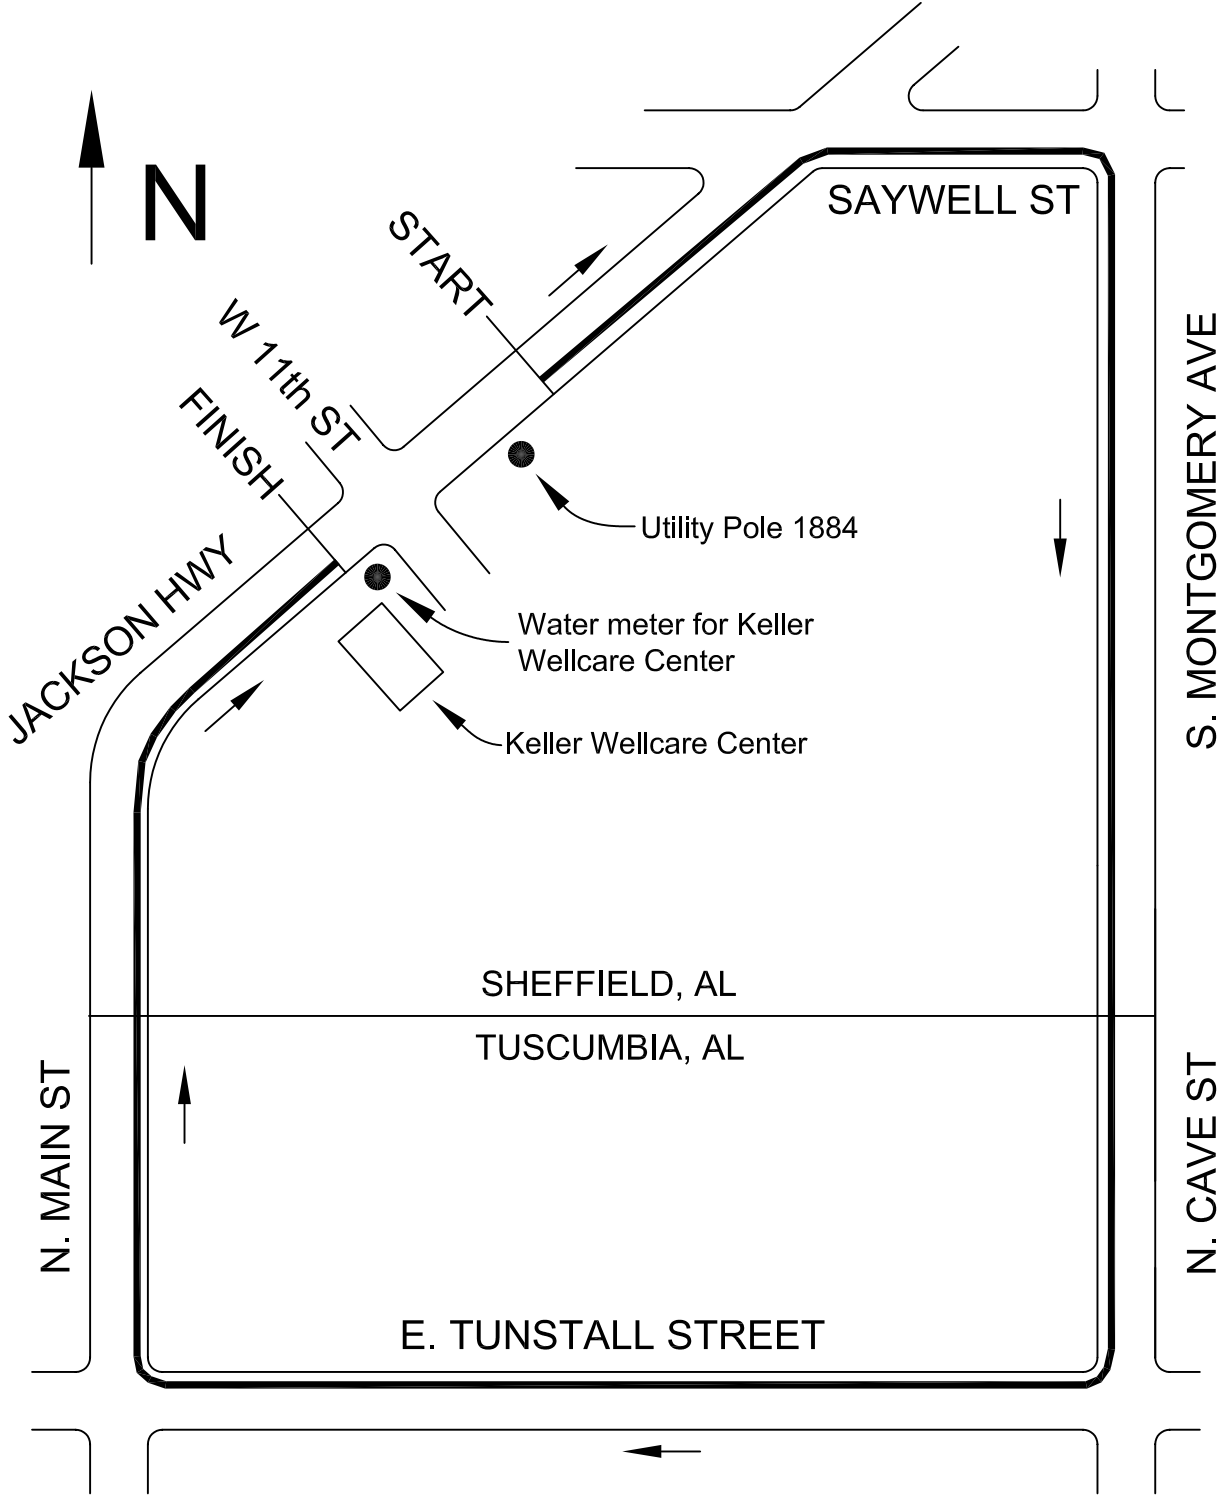 N
SAYWELL ST
START
W 11th ST
FINISH
JACKSON HWY
S. MONTGOMERY AVE
Utility Pole 1884
Water meter for Keller
Wellcare Center
Keller Wellcare Center
SHEFFIELD, AL
TUSCUMBIA, AL
N. MAIN ST
N. CAVE ST
E. TUNSTALL STREET